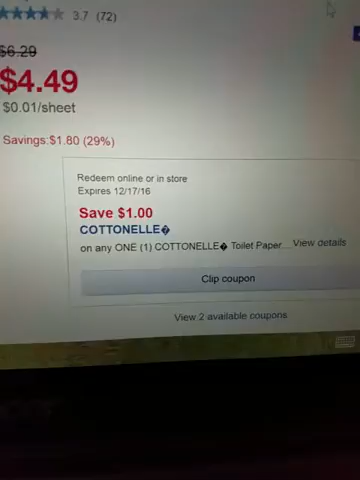 3.7 (72)
$6.29
$4.49
$0.01/sheet
Savings:$1.80 (29%)
Redeem online or in store
Expires 12/17/16
Save $1.00
COTTONELLE�
on any ONE (1) COTTONELLE� Toilet Paper.... View details
Clip coupon
View 2 available coupons